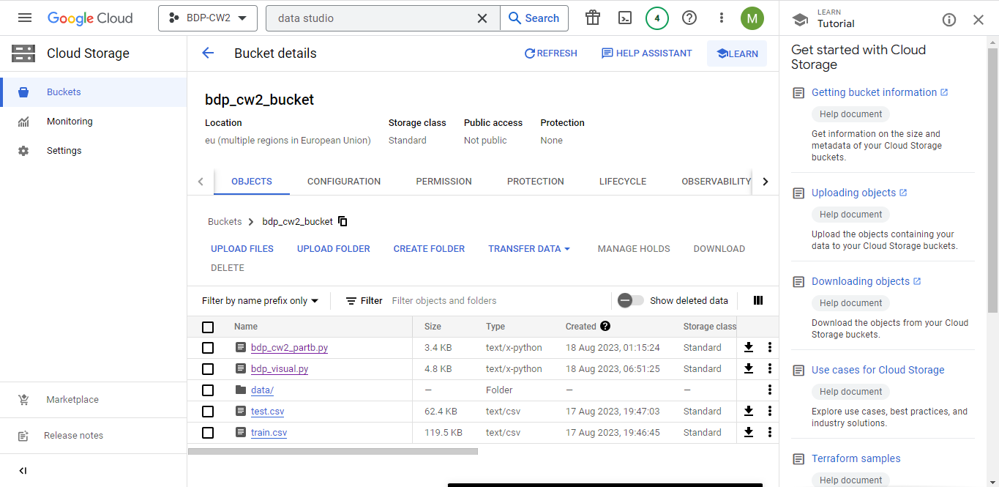 Google Cloud
BDP-CW2
data studio
Search
4
M
LEARN
Tutorial
Cloud Storage
Bucket details
REFRESH
HELP ASSISTANT
LEARN
Buckets
Monitoring
Settings
Marketplace
Release notes
bdp_cw2_bucket
Location Storage class Public access Protection
eu (multiple regions in European Union) Standard Not public None
OBJECTS CONFIGURATION PERMISSION PROTECTION LIFECYCLE OBSERVABILITY
Buckets bdp_cw2_bucket
UPLOAD FILES UPLOAD FOLDER CREATE FOLDER TRANSFER DATA MANAGE HOLDS DOWNLOAD
DELETE
Filter by name prefix only Filter Filter objects and folders Show deleted data
Name Size Type Created Storage class
bdp_cw2_partb.py 3.4 KB text/x-python 18 Aug 2023, 01:15:24 Standard
bdp_visual.py 4.8 KB text/x-python 18 Aug 2023, 06:51:25 Standard
data/ — Folder — —
test.csv 62.4 KB text/csv 17 Aug 2023, 19:47:03 Standard
train.csv 119.5 KB text/csv 17 Aug 2023, 19:46:45 Standard
Get started with Cloud
Storage
Getting bucket information
Help document
Get information on the size and
metadata of your Cloud Storage
buckets.
Uploading objects
Help document
Upload the objects containing your
data to your Cloud Storage buckets.
Downloading objects
Help document
Download the objects from your Cloud
Storage buckets.
Use cases for Cloud Storage
Help document
Explore use cases, best practices, and
industry solutions.
Terraform samples
Help document